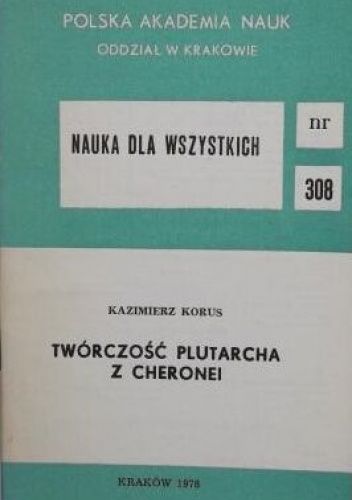 POLSKA AKADEMIA NAUK
ODDZIAŁ W KRAKOWIE
nr
NAUKA DLA WSZYSTKICH
308
KAZIMIERZ KORUS
TWÓRCZOŚĆ PLUTARCHA
Z CHERONEI
KRAKÓW 1978